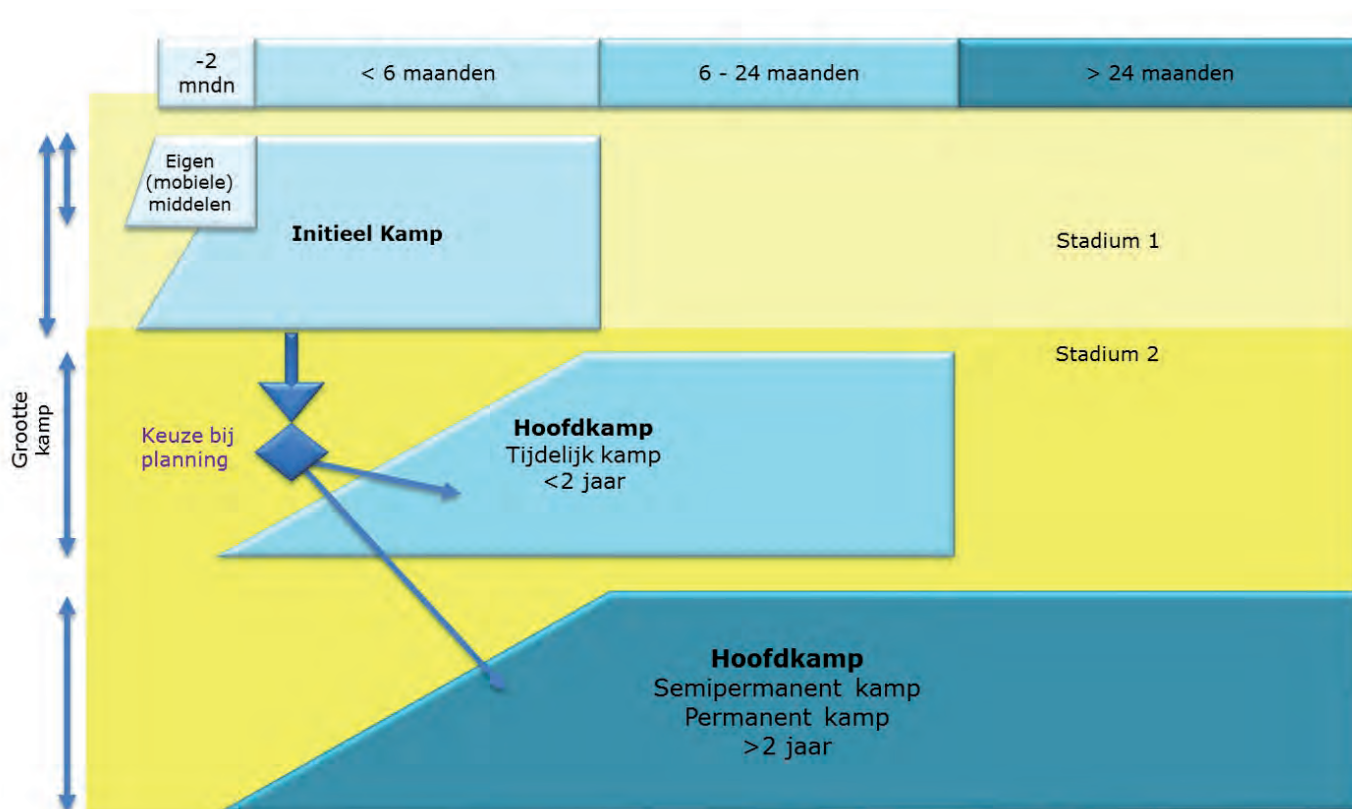 -2
mndn
< 6 maanden
6 - 24 maanden
> 24 maanden
Eigen
(mobiele)
middelen
Initieel Kamp
Stadium 1
Stadium 2
Grootte
kamp
Keuze bij
planning
Hoofdkamp
Tijdelijk kamp
<2 jaar
Hoofdkamp
Semipermanent kamp
Permanent kamp
>2 jaar